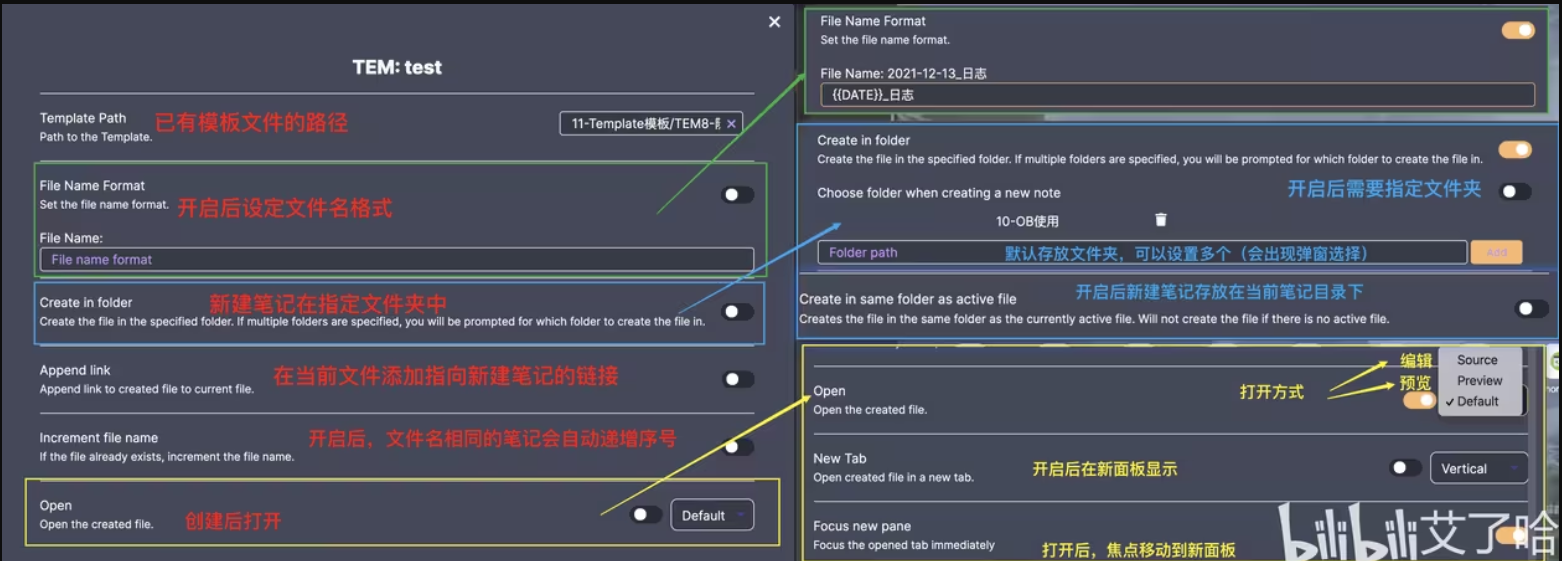 TEM: test
Template Path
Path to the Template.
已有模板文件的路径
11-Template模板/TEM8-
File Name Format
Set the file name format.
开启后设定文件名格式
File Name:
File name format
Create in folder
新建笔记在指定文件夹中
Create the file in the specified folder. If multiple folders are specified, you will be prompted for which folder to create the file in.
Append link
Append link to created file to current file.
在当前文件添加指向新建笔记的链接
Increment file name
If the file already exists, increment the file name.
开启后，文件名相同的笔记会自动递增序号
Open
Open the created file.
创建后打开
Default
File Name Format
Set the file name format.
File Name: 2021-12-13_日志
{{DATE}}_日志
Create in folder
Create the file in the specified folder. If multiple folders are specified, you will be prompted for which folder to create the file in.
Choose folder when creating a new note
开启后需要指定文件夹
10-OB使用
Folder path
默认存放文件夹，可以设置多个（会出现弹窗选择）
Add
Create in same folder as active file
开启后新建笔记存放在当前笔记目录下
Creates the file in the same folder as the currently active file. Will not create the file if there is no active file.
Open
Open the created file.
打开方式
编辑
预览
Source
Preview
✓ Default
New Tab
Open created file in a new tab.
开启后在新面板显示
Vertical
Focus new pane
Focus the opened tab immediately
打开后，焦点移动到新面板
bilibili 艾了哈